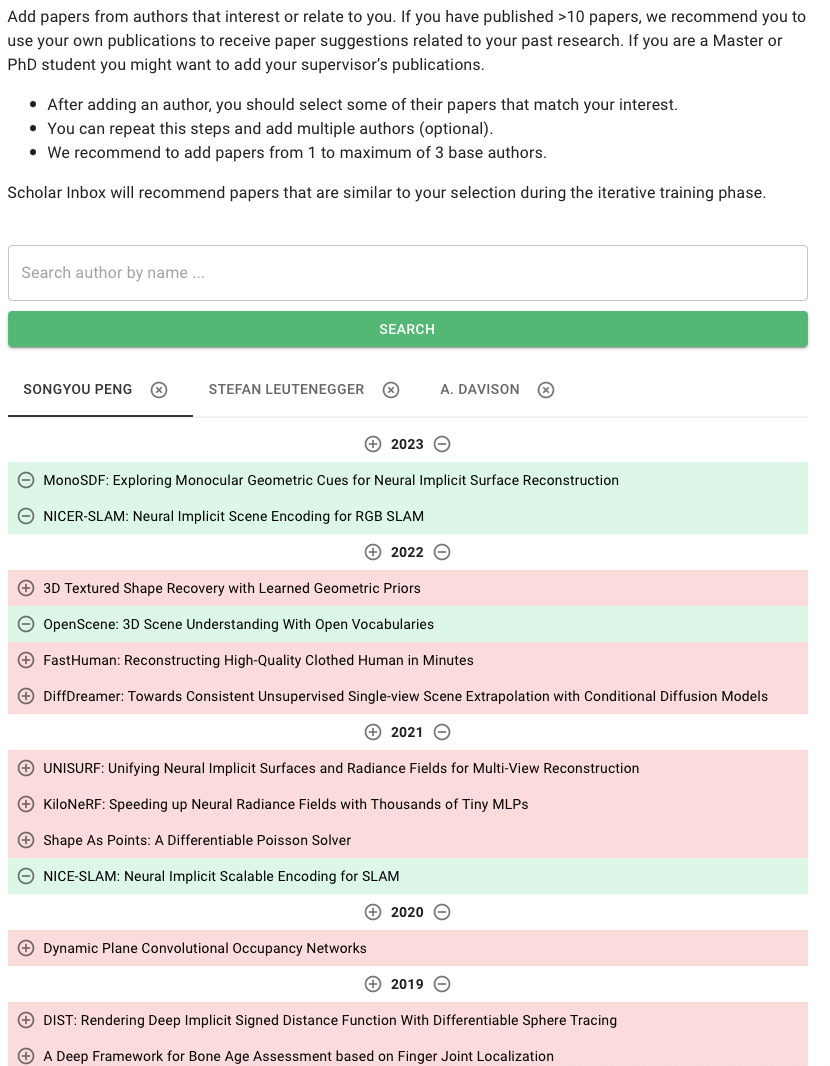 Add papers from authors that interest or relate to you. If you have published >10 papers, we recommend you to
use your own publications to receive paper suggestions related to your past research. If you are a Master or
PhD student you might want to add your supervisor's publications.
• After adding an author, you should select some of their papers that match your interest.
• You can repeat this steps and add multiple authors (optional).
• We recommend to add papers from 1 to maximum of 3 base authors.
Scholar Inbox will recommend papers that are similar to your selection during the iterative training phase.
Search author by name ...
SEARCH
SONGYOU PENG STEFAN LEUTENEGGER A. DAVISON
2023
MonoSDF: Exploring Monocular Geometric Cues for Neural Implicit Surface Reconstruction
NICER-SLAM: Neural Implicit Scene Encoding for RGB SLAM
2022
3D Textured Shape Recovery with Learned Geometric Priors
OpenScene: 3D Scene Understanding With Open Vocabularies
FastHuman: Reconstructing High-Quality Clothed Human in Minutes
DiffDreamer: Towards Consistent Unsupervised Single-view Scene Extrapolation with Conditional Diffusion Models
2021
UNISURF: Unifying Neural Implicit Surfaces and Radiance Fields for Multi-View Reconstruction
KiloNeRF: Speeding up Neural Radiance Fields with Thousands of Tiny MLPs
Shape As Points: A Differentiable Poisson Solver
NICE-SLAM: Neural Implicit Scalable Encoding for SLAM
2020
Dynamic Plane Convolutional Occupancy Networks
2019
DIST: Rendering Deep Implicit Signed Distance Function With Differentiable Sphere Tracing
A Deep Framework for Bone Age Assessment based on Finger Joint Localization